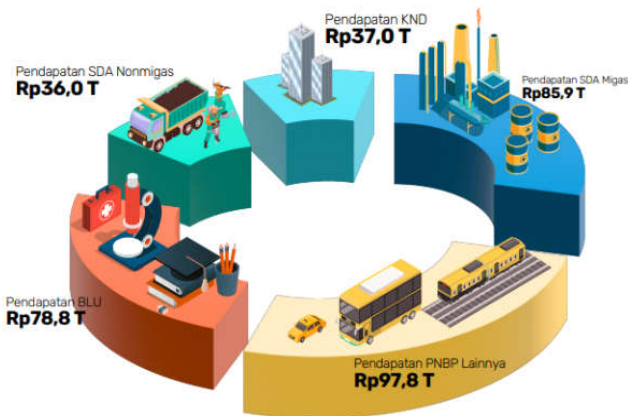 Pendapatan KND
Rp37,0 T
Pendapatan SDA Nonmigas
Rp36,0 T
Pendapatan SDA Migas
Rp85,9 T
Pendapatan BLU
Rp78,8 T
Pendapatan PNBP Lainnya
Rp97,8 T